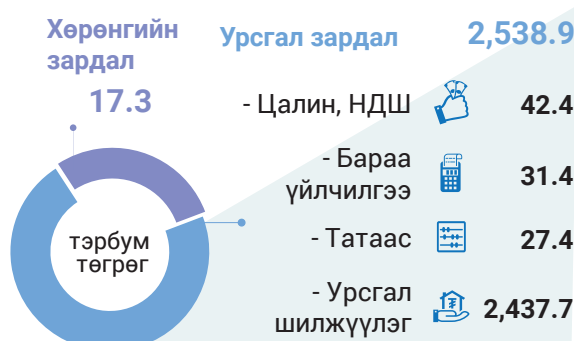 Хөрөнгийн
зардал
17.3
Урсгал зардал 2,538.9
- Цалин, НДШ 42.4
- Бараа
үйлчилгээ 31.4
- Татаас 27.4
- Урсгал
шилжүүлэг 2,437.7
тэрбум
төгрөг